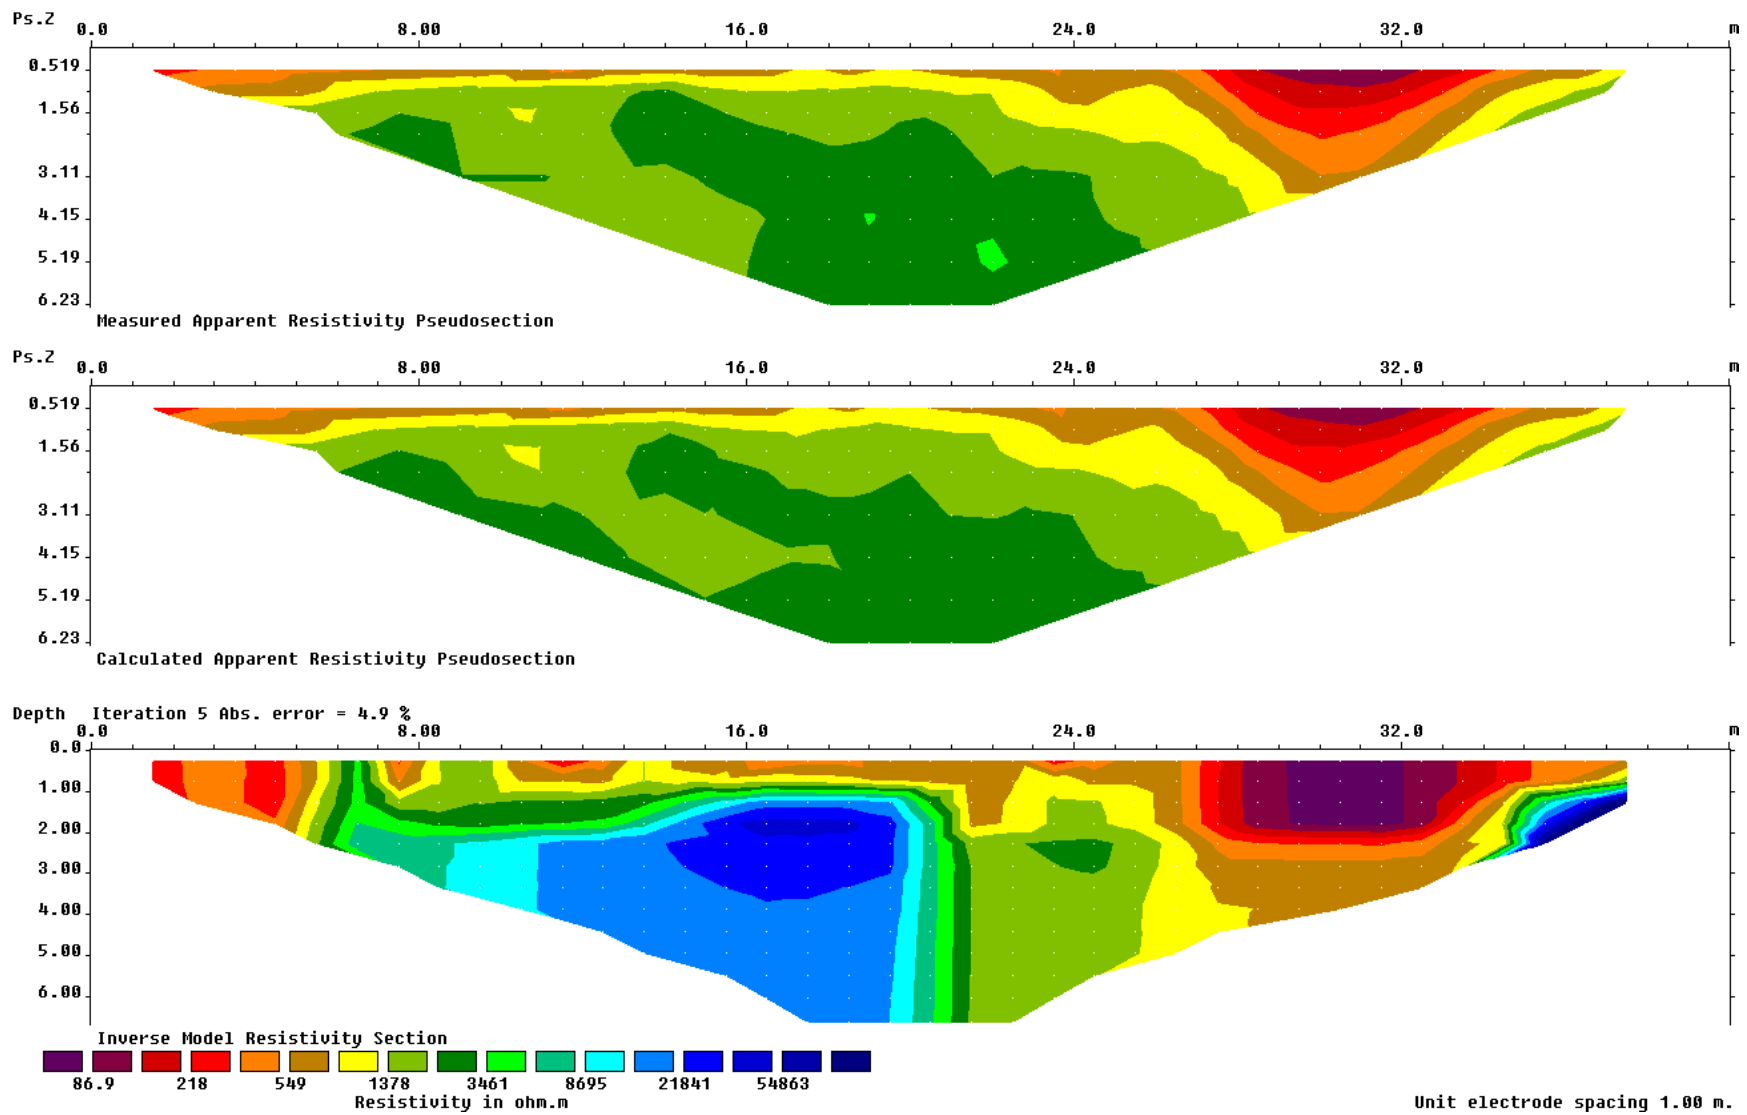 Ps.Z 0.0 8.00 16.0 24.0 32.0 m
0.519
1.56
3.11
4.15
5.19
6.23
Measured Apparent Resistivity Pseudosection
Ps.Z 0.0 8.00 16.0 24.0 32.0 m
0.519
1.56
3.11
4.15
5.19
6.23
Calculated Apparent Resistivity Pseudosection
Depth Iteration 5 Abs. error = 4.9 %
0.0 8.00 16.0 24.0 32.0 m
0.0
1.00
2.00
3.00
4.00
5.00
6.00
Inverse Model Resistivity Section
86.9 218 549 1378 3461 8695 21841 54863
Resistivity in ohm.m Unit electrode spacing 1.00 m.